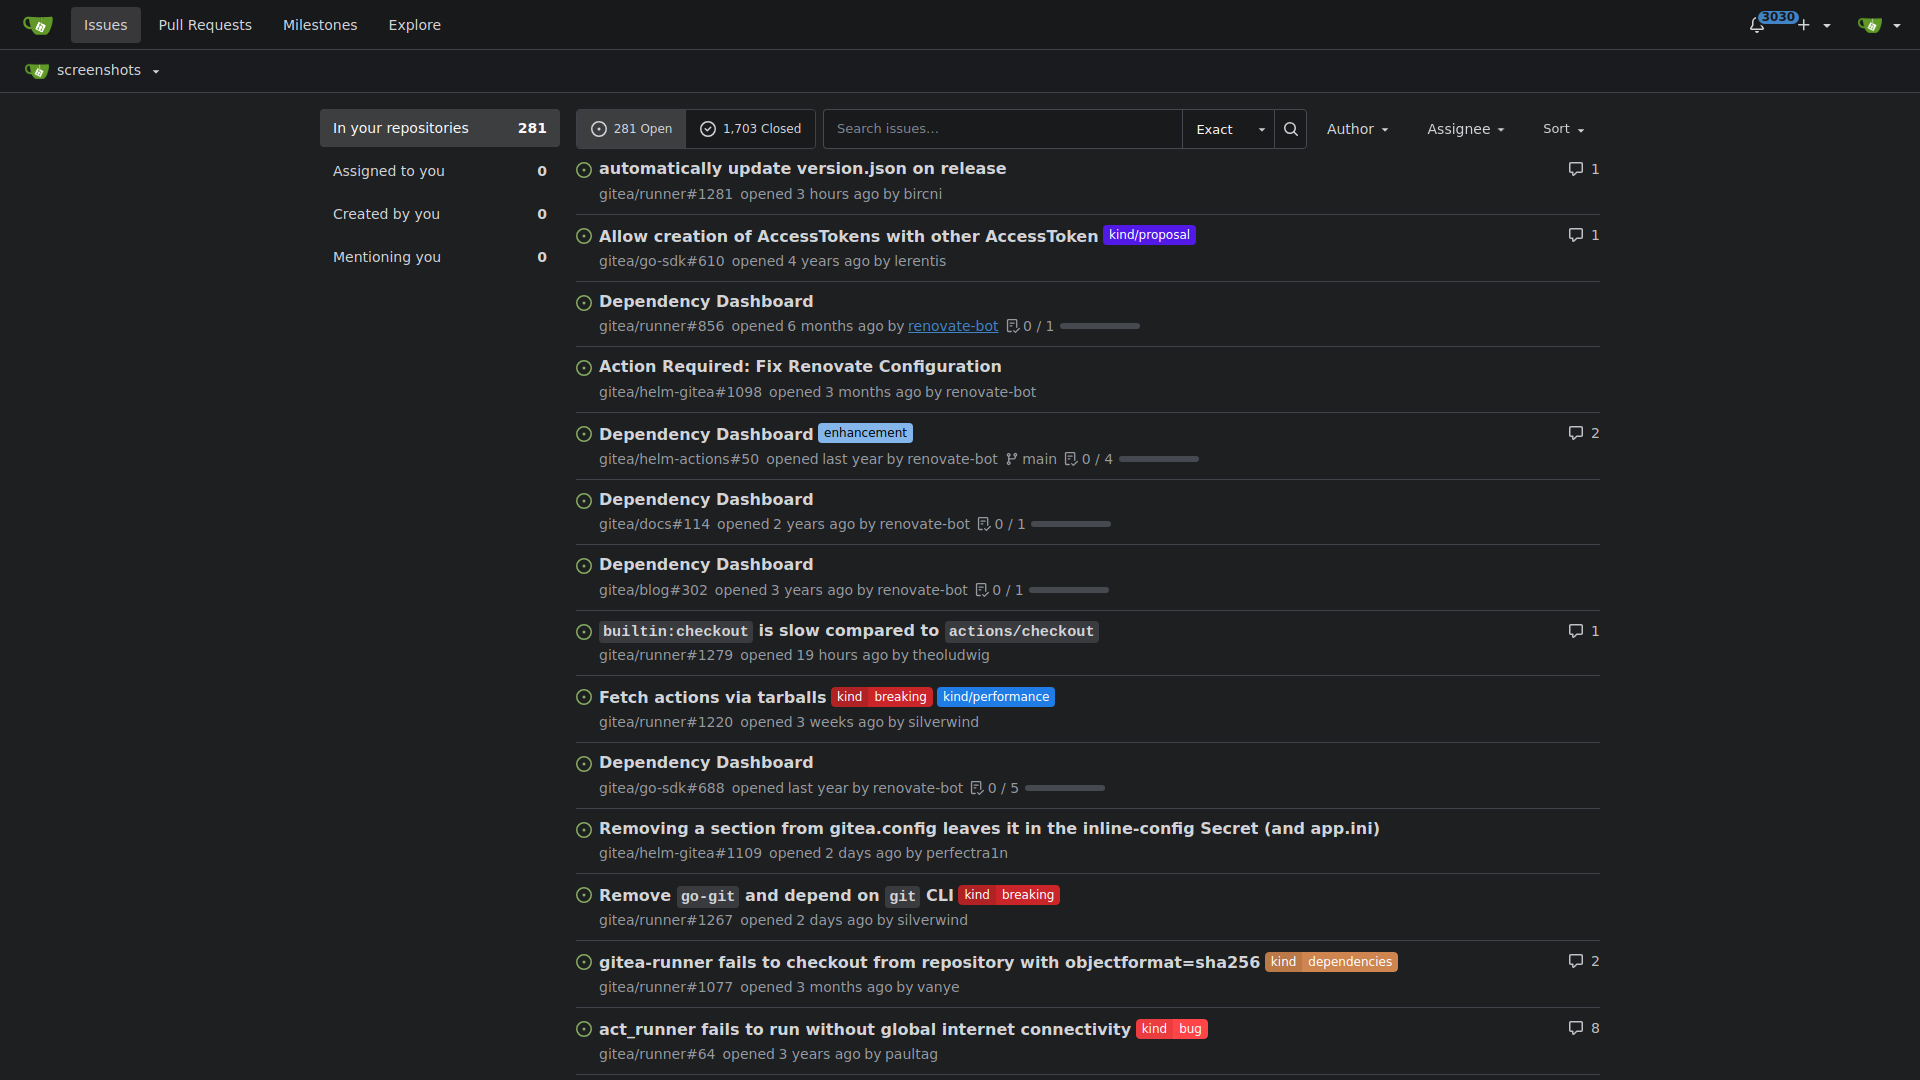 Issues Pull Requests Milestones Explore 3030
screenshots
In your repositories 281
Assigned to you 0
Created by you 0
Mentioning you 0
281 Open 1,703 Closed Search issues... Exact Author Assignee Sort
automatically update version.json on release 1
gitea/runner#1281 opened 3 hours ago by bircni
Allow creation of AccessTokens with other AccessToken kind/proposal 1
gitea/go-sdk#610 opened 4 years ago by lerentis
Dependency Dashboard
gitea/runner#856 opened 6 months ago by renovate-bot 0 / 1
Action Required: Fix Renovate Configuration
gitea/helm-gitea#1098 opened 3 months ago by renovate-bot
Dependency Dashboard enhancement 2
gitea/helm-actions#50 opened last year by renovate-bot main 0 / 4
Dependency Dashboard
gitea/docs#114 opened 2 years ago by renovate-bot 0 / 1
Dependency Dashboard
gitea/blog#302 opened 3 years ago by renovate-bot 0 / 1
builtin:checkout is slow compared to actions/checkout 1
gitea/runner#1279 opened 19 hours ago by theoludwig
Fetch actions via tarballs kind breaking kind/performance
gitea/runner#1220 opened 3 weeks ago by silverwind
Dependency Dashboard
gitea/go-sdk#688 opened last year by renovate-bot 0 / 5
Removing a section from gitea.config leaves it in the inline-config Secret (and app.ini)
gitea/helm-gitea#1109 opened 2 days ago by perfectra1n
Remove go-git and depend on git CLI kind breaking
gitea/runner#1267 opened 2 days ago by silverwind
gitea-runner fails to checkout from repository with objectformat=sha256 kind dependencies 2
gitea/runner#1077 opened 3 months ago by vanye
act_runner fails to run without global internet connectivity kind bug 8
gitea/runner#64 opened 3 years ago by paultag